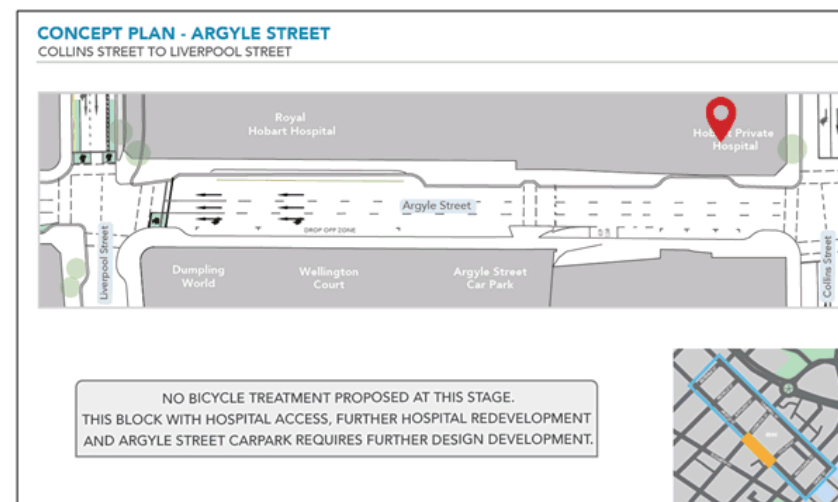 CONCEPT PLAN - ARGYLE STREET
COLLINS STREET TO LIVERPOOL STREET
Royal
Hobart Hospital
Hobart Private
Hospital
Argyle Street
DROP OFF ZONE
Liverpool Street
Collins Street
Dumpling
World
Wellington
Court
Argyle Street
Car Park
NO BICYCLE TREATMENT PROPOSED AT THIS STAGE.
THIS BLOCK WITH HOSPITAL ACCESS, FURTHER HOSPITAL REDEVELOPMENT
AND ARGYLE STREET CARPARK REQUIRES FURTHER DESIGN DEVELOPMENT.